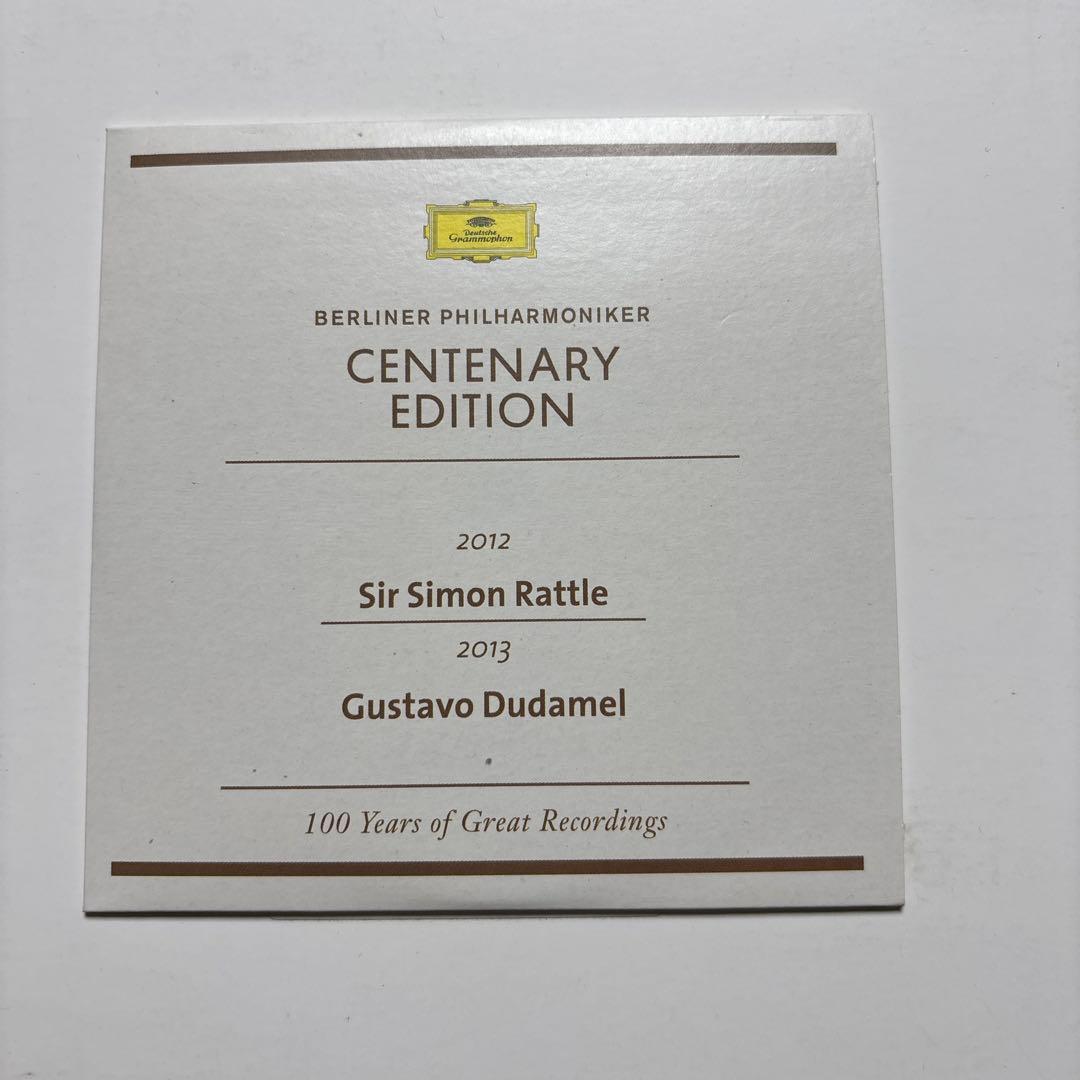 Deutsche
Grammophon
BERLINER PHILHARMONIKER
CENTENARY
EDITION
2012
Sir Simon Rattle
2013
Gustavo Dudamel
100 Years of Great Recordings